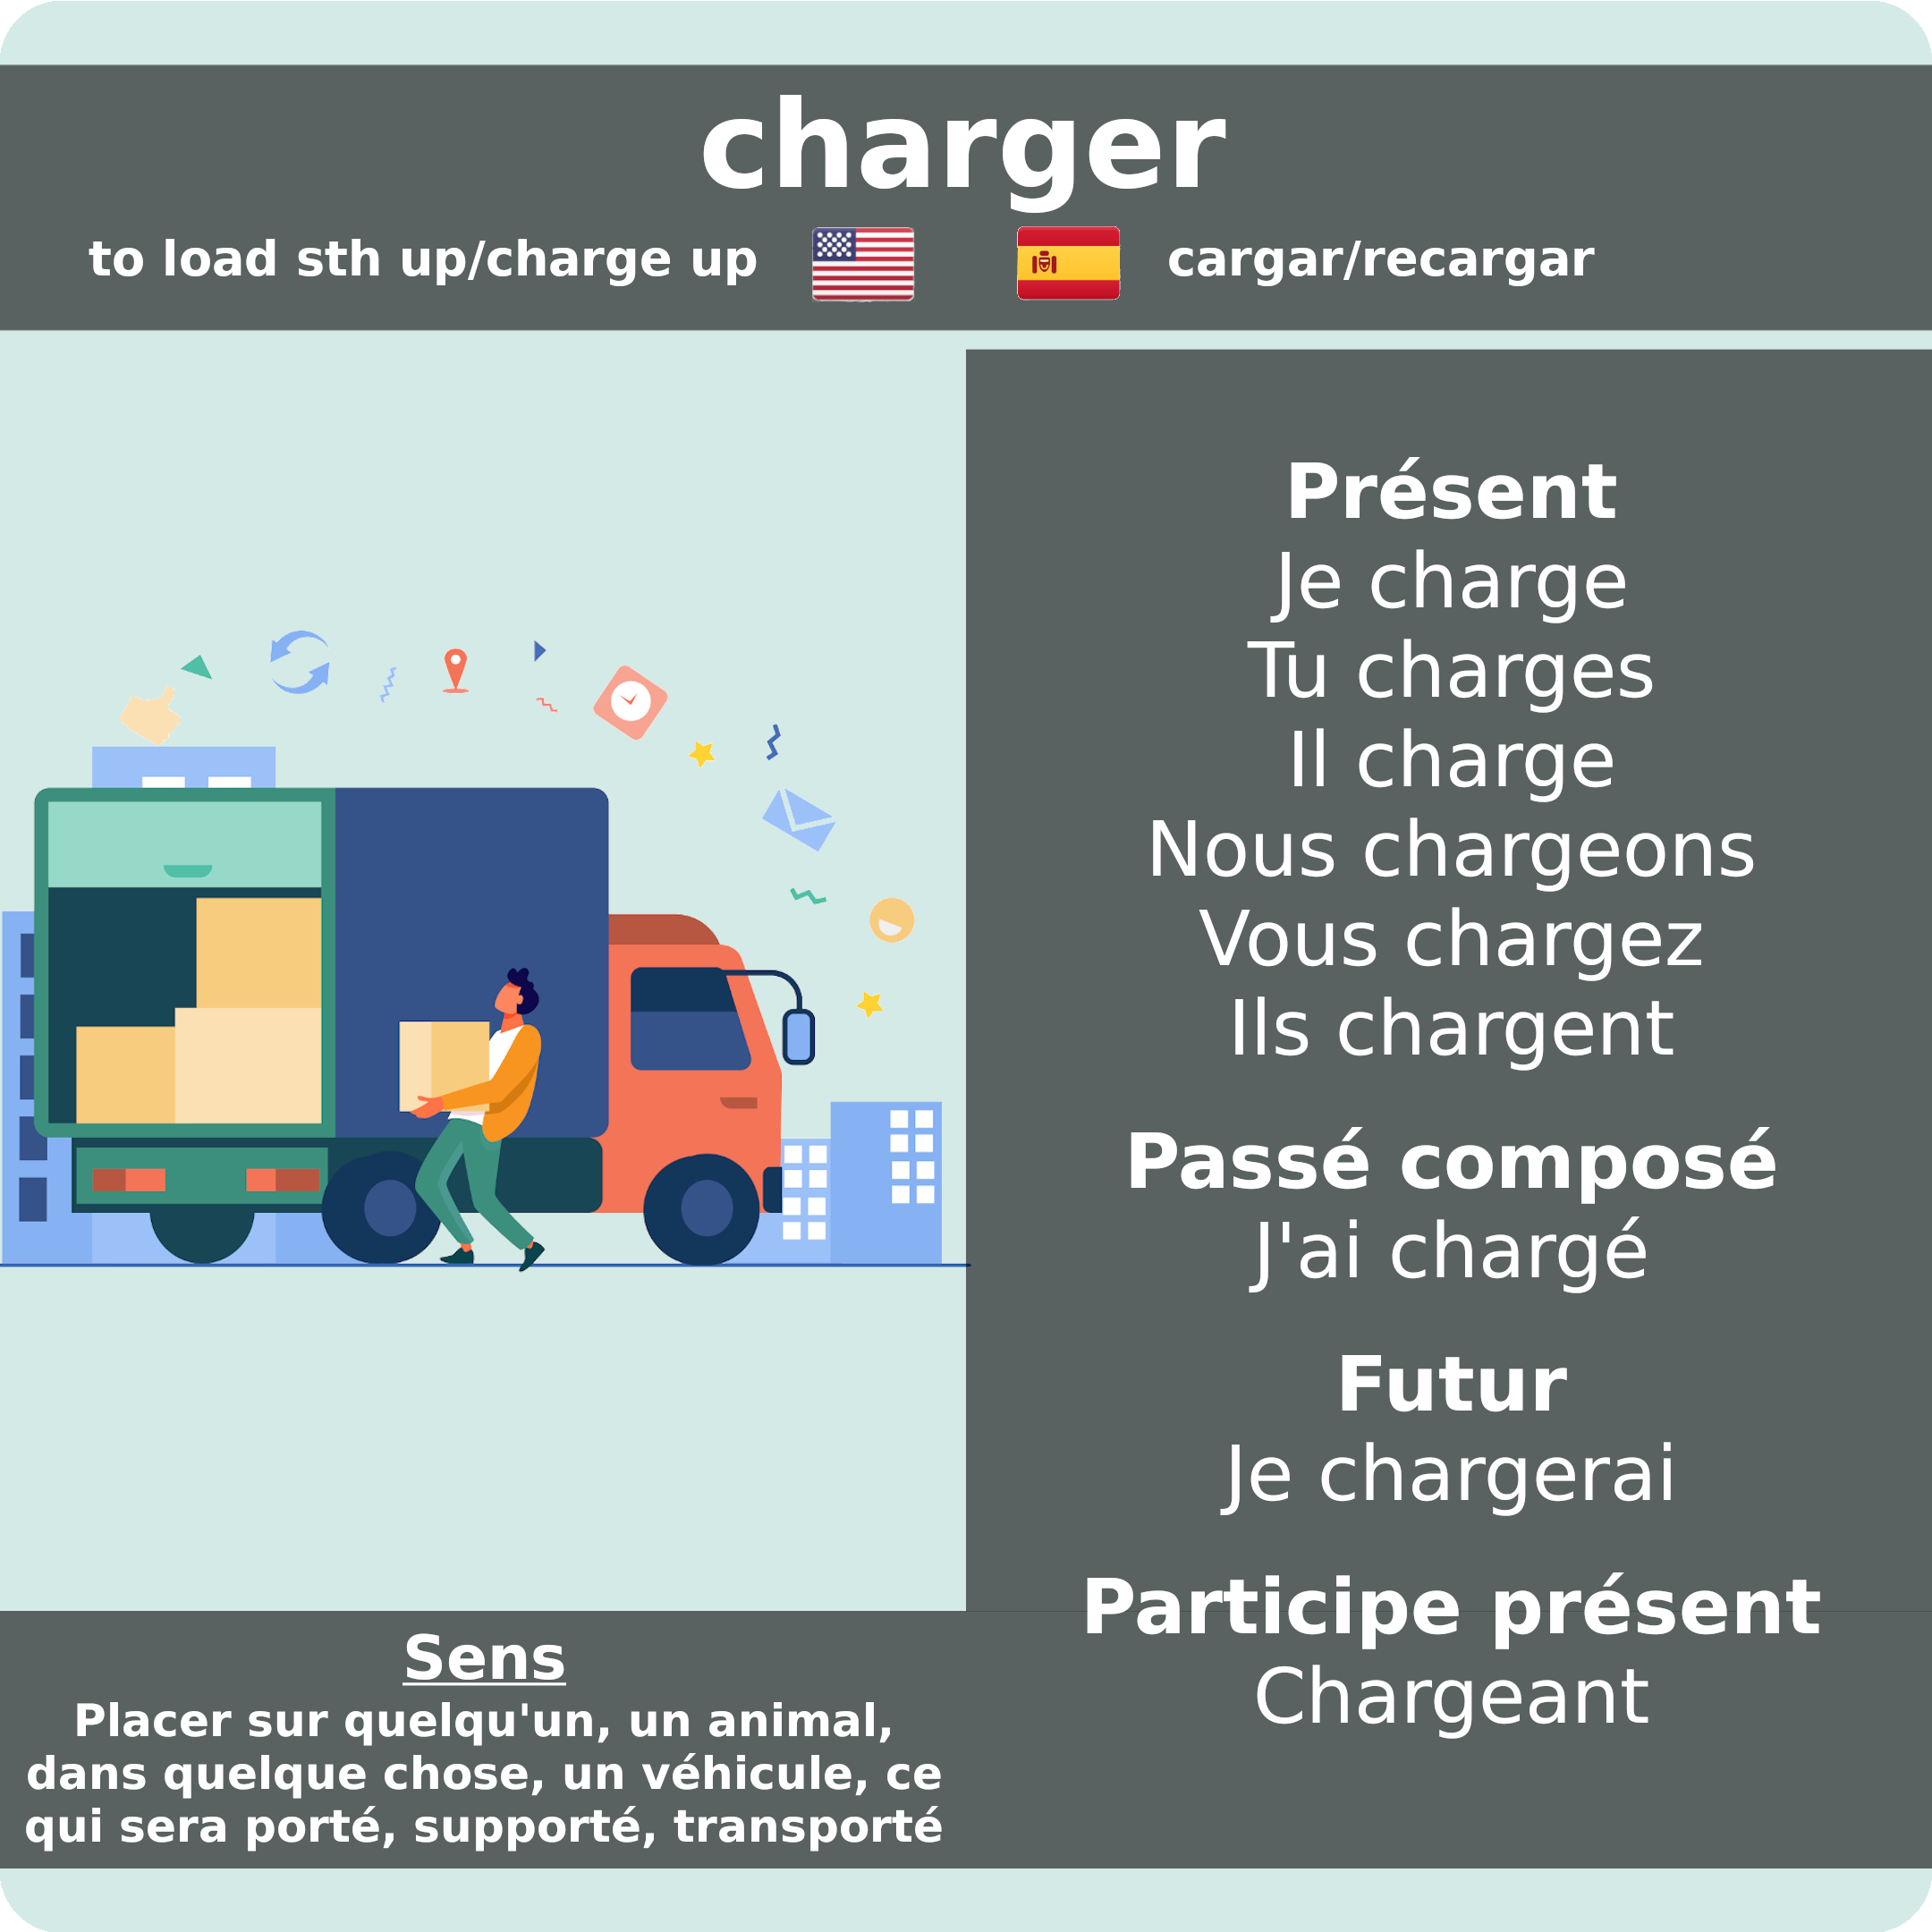 charger
to load sth up/charge up
cargar/recargar
Présent
Je charge
Tu charges
Il charge
Nous chargeons
Vous chargez
Ils chargent
Passé composé
J'ai chargé
Futur
Je chargerai
Participe présent
Chargeant
Sens
Placer sur quelqu'un, un animal,
dans quelque chose, un véhicule, ce
qui sera porté, supporté, transporté